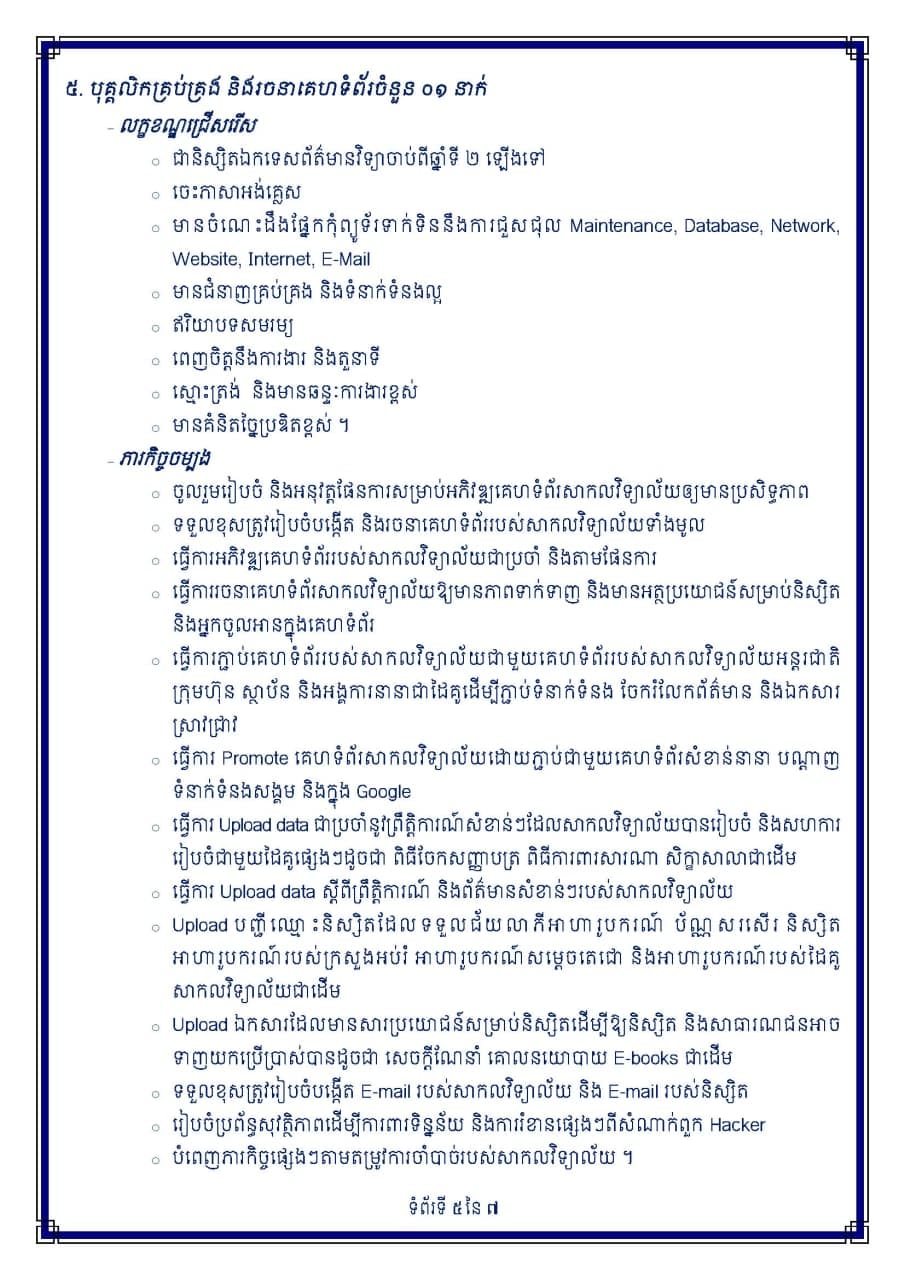 ៥. បុគ្គលិកគ្រប់គ្រង និងរចនាគេហទំព័រចំនួន ០១ នាក់
- លក្ខខណ្ឌជ្រើសរើស
o ជានិស្សិតឯកទេសព័ត៌មានវិទ្យាចាប់ពីឆ្នាំទី ២ ឡើងទៅ
o ចេះភាសាអង់គ្លេស
o មានចំណេះដឹងផ្នែកកុំព្យូទ័រទាក់ទិននឹងការជួសជុល Maintenance, Database, Network,
Website, Internet, E-Mail
o មានជំនាញគ្រប់គ្រង និងទំនាក់ទំនងល្អ
o ឥរិយាបទសមរម្យ
o ពេញចិត្តនឹងការងារ និងតួនាទី
o ស្មោះត្រង់ និងមានឆន្ទៈការងារខ្ពស់
o មានគំនិតច្នៃប្រឌិតខ្ពស់ ។
- ភារកិច្ចចម្បង
o ចូលរួមរៀបចំ និងអនុវត្តផែនការសម្រាប់អភិវឌ្ឍគេហទំព័រសាកលវិទ្យាល័យឲ្យមានប្រសិទ្ធភាព
o ទទួលខុសត្រូវរៀបចំបង្កើត និងរចនាគេហទំព័ររបស់សាកលវិទ្យាល័យទាំងមូល
o ធ្វើការអភិវឌ្ឍគេហទំព័ររបស់សាកលវិទ្យាល័យជាប្រចាំ និងតាមផែនការ
o ធ្វើការរចនាគេហទំព័រសាកលវិទ្យាល័យឱ្យមានភាពទាក់ទាញ និងមានអត្ថប្រយោជន៍សម្រាប់និស្សិត
និងអ្នកចូលអានក្នុងគេហទំព័រ
o ធ្វើការភ្ជាប់គេហទំព័ររបស់សាកលវិទ្យាល័យជាមួយគេហទំព័ររបស់សាកលវិទ្យាល័យអន្តរជាតិ
ក្រុមហ៊ុន ស្ថាប័ន និងអង្គការនានាជាដៃគូដើម្បីភ្ជាប់ទំនាក់ទំនង ចែករំលែកព័ត៌មាន និងឯកសារ
ស្រាវជ្រាវ
o ធ្វើការ Promote គេហទំព័រសាកលវិទ្យាល័យដោយភ្ជាប់ជាមួយគេហទំព័រសំខាន់នានា បណ្តាញ
ទំនាក់ទំនងសង្គម និងក្នុង Google
o ធ្វើការ Upload data ជាប្រចាំនូវព្រឹត្តិការណ៍សំខាន់ៗដែលសាកលវិទ្យាល័យបានរៀបចំ និងសហការ
រៀបចំជាមួយដៃគូផ្សេងៗដូចជា ពិធីចែកសញ្ញាបត្រ ពិធីការពារសារណា សិក្ខាសាលាជាដើម
o ធ្វើការ Upload data ស្តីពីព្រឹត្តិការណ៍ និងព័ត៌មានសំខាន់ៗរបស់សាកលវិទ្យាល័យ
o Upload បញ្ជីឈ្មោះនិស្សិតដែលទទួលជ័យលាភីអាហារូបករណ៍ ប័ណ្ណសរសើរ និស្សិត
អាហារូបករណ៍របស់ក្រសួងអប់រំ អាហារូបករណ៍សម្តេចតេជោ និងអាហារូបករណ៍របស់ដៃគូ
សាកលវិទ្យាល័យជាដើម
o Upload ឯកសារដែលមានសារប្រយោជន៍សម្រាប់និស្សិតដើម្បីឱ្យនិស្សិត និងសាធារណជនអាច
ទាញយកប្រើប្រាស់បានដូចជា សេចក្តីណែនាំ គោលនយោបាយ E-books ជាដើម
o ទទួលខុសត្រូវរៀបចំបង្កើត E-mail របស់សាកលវិទ្យាល័យ និង E-mail របស់និស្សិត
o រៀបចំប្រព័ន្ធសុវត្ថិភាពដើម្បីការពារទិន្នន័យ និងការរំខានផ្សេងៗពីសំណាក់ពួក Hacker
o បំពេញភារកិច្ចផ្សេងៗតាមតម្រូវការចាំបាច់របស់សាកលវិទ្យាល័យ ។
ទំព័រទី ៥ នៃ ៧